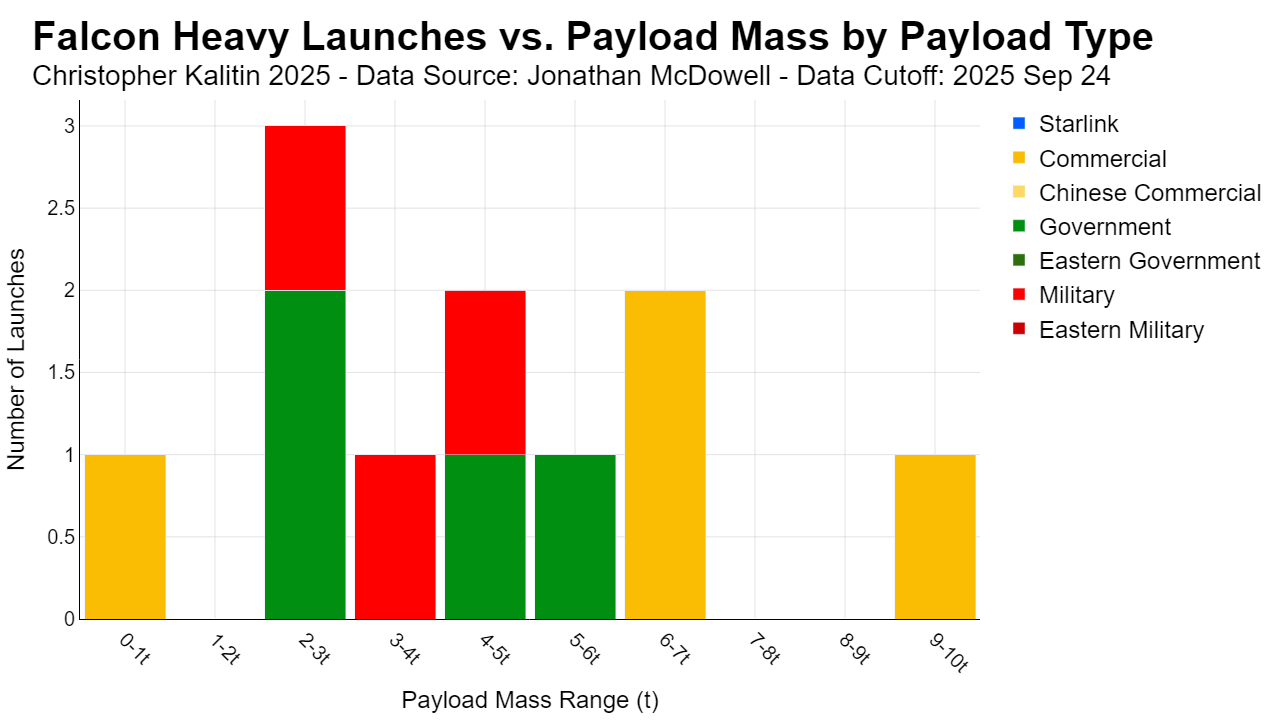 Falcon Heavy Launches vs. Payload Mass by Payload Type
Christopher Kalitin 2025 - Data Source: Jonathan McDowell - Data Cutoff: 2025 Sep 24
Number of Launches
3
2.5
2
1.5
1
0.5
0
0-1t
1-2t
2-3t
3-4t
4-5t
5-6t
6-7t
7-8t
8-9t
9-10t
Payload Mass Range (t)
Starlink
Commercial
Chinese Commercial
Government
Eastern Government
Military
Eastern Military